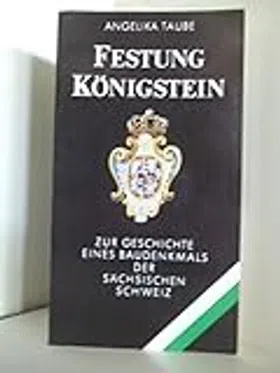 ANGELIKA TAUBE
FESTUNG
KÖNIGSTEIN
ZUR GESCHICHTE
EINES BAUDENKMALS
DER
SÄCHSISCHEN
SCHWEIZ